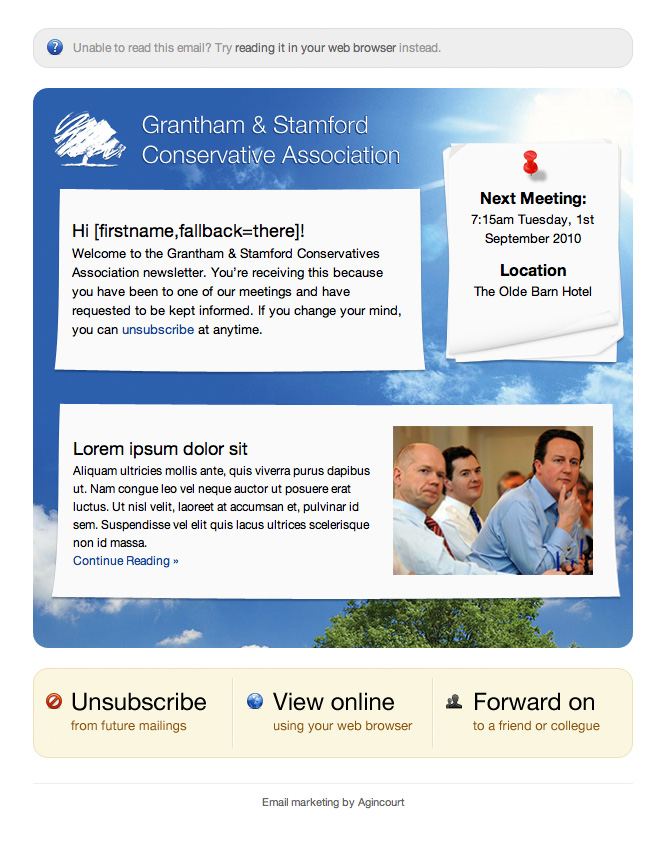 Unable to read this email? Try reading it in your web browser instead.
Grantham & Stamford
Conservative Association
Next Meeting:
7:15am Tuesday, 1st
September 2010
Location
The Olde Barn Hotel
Hi [firstname,fallback=there]!
Welcome to the Grantham & Stamford Conservatives
Association newsletter. You're receiving this because
you have been to one of our meetings and have
requested to be kept informed. If you change your mind,
you can unsubscribe at anytime.
Lorem ipsum dolor sit
Aliquam ultricies mollis ante, quis viverra purus dapibus
ut. Nam congue leo vel neque auctor ut posuere erat
luctus. Ut nisl velit, laoreet at accumsan et, pulvinar id
sem. Suspendisse vel elit quis lacus ultrices scelerisque
non id massa.
Continue Reading »
Unsubscribe
from future mailings
View online
using your web browser
Forward on
to a friend or collegue
Email marketing by Agincourt